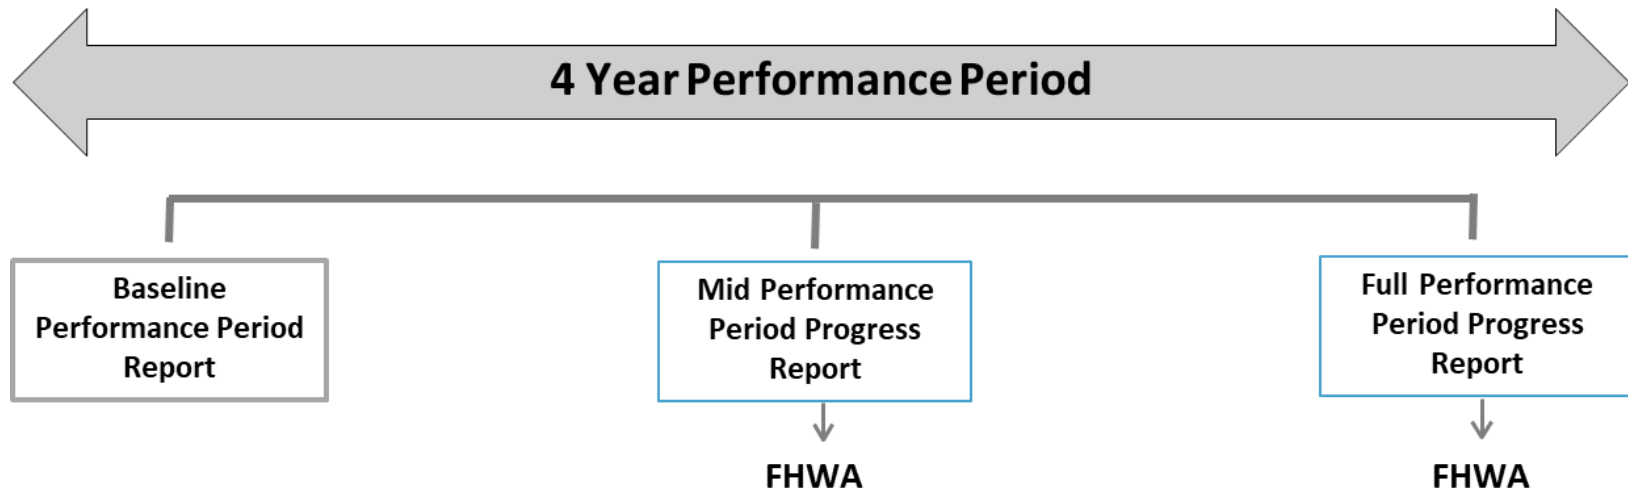 4 Year Performance Period
Baseline
Performance Period
Report
Mid Performance
Period Progress
Report
Full Performance
Period Progress
Report
FHWA
FHWA